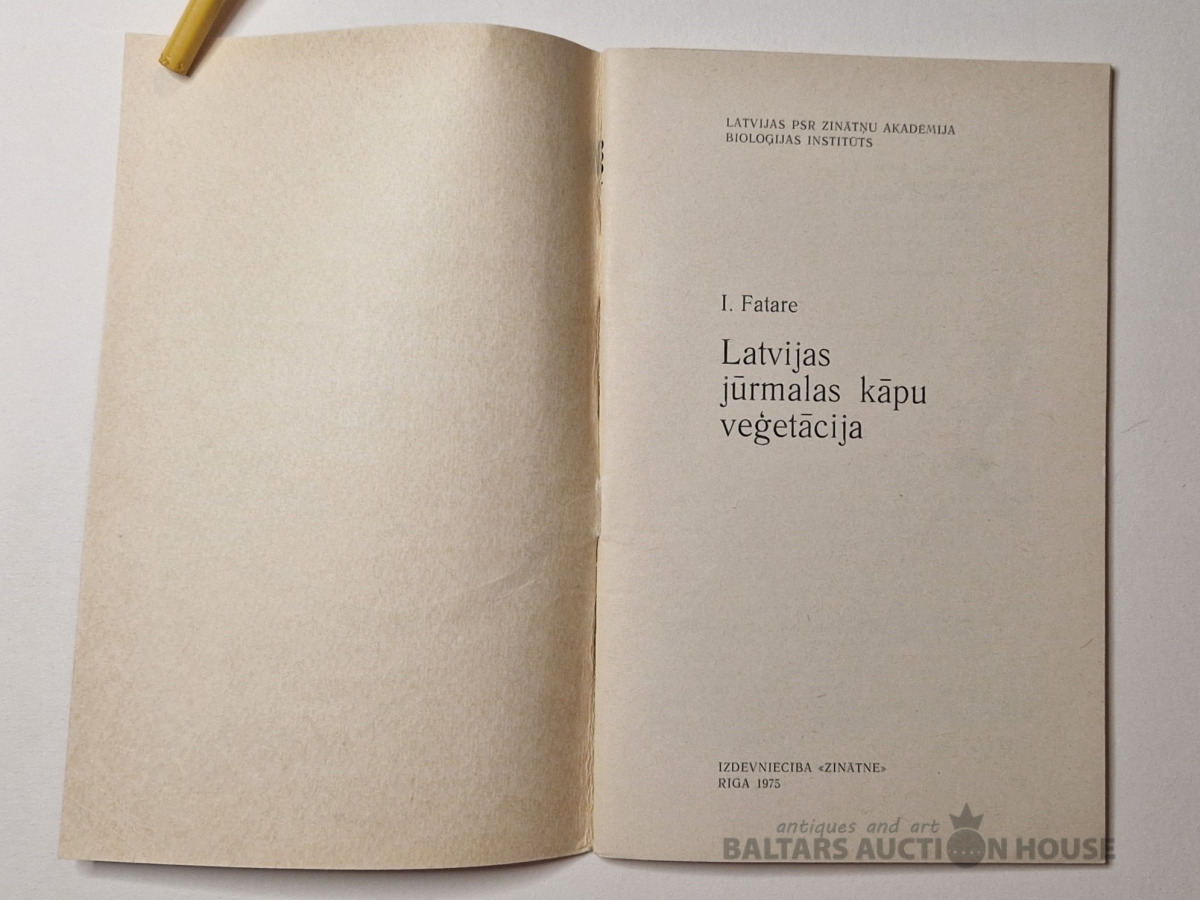 LATVIJAS PSR ZINĀTŅU AKADĒMIJA
BIOLOĢIJAS INSTITŪTS
I. Fatare
Latvijas
jūrmalas kāpu
veģetācija
IZDEVNIECĪBA «ZINĀTNE»
RĪGA 1975
antiques and art
BALTARS AUCTION HOUSE